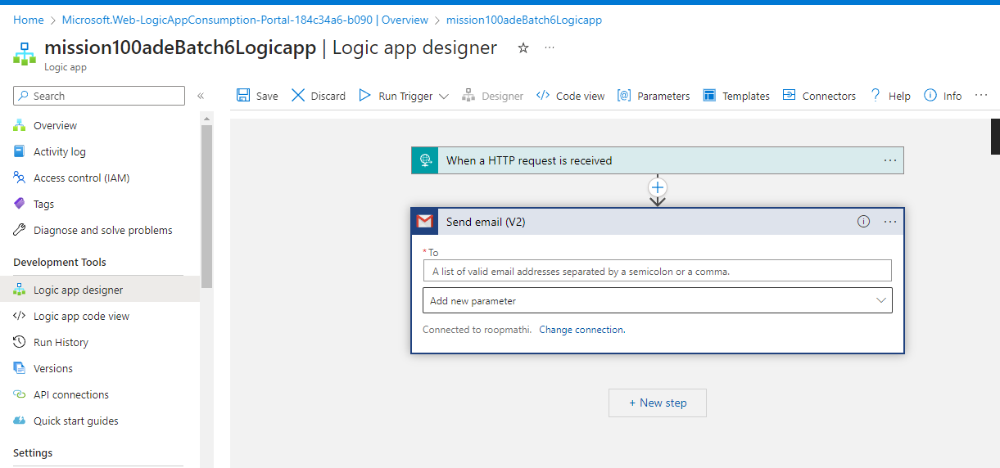 Home > Microsoft.Web-LogicAppConsumption-Portal-184c34a6-b090 | Overview > mission100adeBatch6Logicapp
mission100adeBatch6Logicapp | Logic app designer
Logic app
Search
Save Discard Run Trigger Designer Code view Parameters Templates Connectors Help Info
Overview
Activity log
Access control (IAM)
Tags
Diagnose and solve problems
Development Tools
Logic app designer
Logic app code view
Run History
Versions
API connections
Quick start guides
Settings
When a HTTP request is received
Send email (V2)
* To
A list of valid email addresses separated by a semicolon or a comma.
Add new parameter
Connected to roopmathi. Change connection.
+ New step